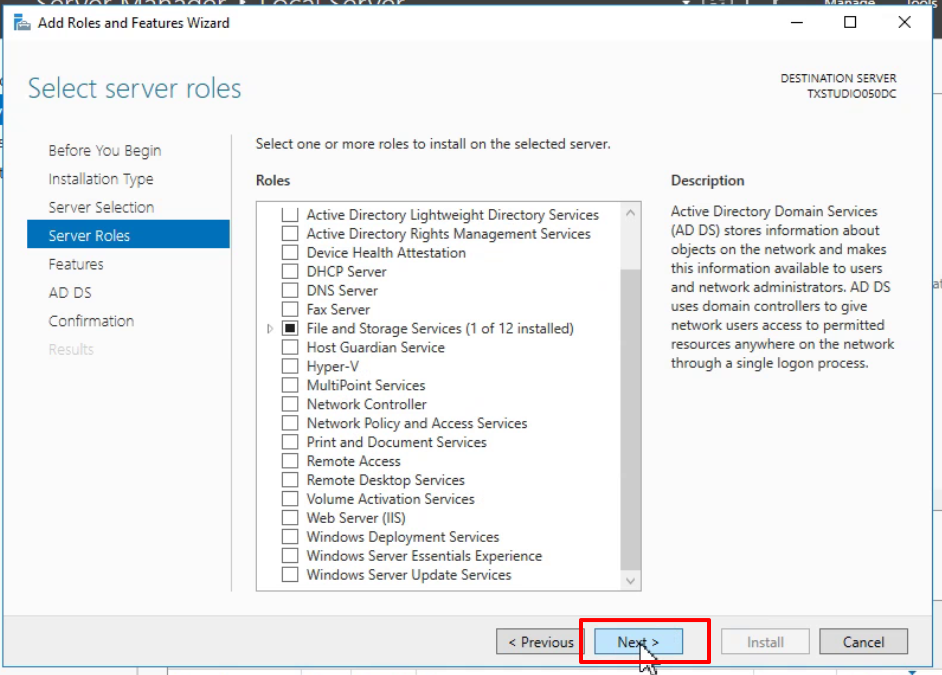 Server Manager
Local Server
Manage
Tools
Add Roles and Features Wizard
Select server roles
DESTINATION SERVER
TXSTUDIO050DC
Before You Begin
Installation Type
Server Selection
Server Roles
Features
AD DS
Confirmation
Results
Select one or more roles to install on the selected server.
Roles
Active Directory Lightweight Directory Services
Active Directory Rights Management Services
Device Health Attestation
DHCP Server
DNS Server
Fax Server
File and Storage Services (1 of 12 installed)
Host Guardian Service
Hyper-V
MultiPoint Services
Network Controller
Network Policy and Access Services
Print and Document Services
Remote Access
Remote Desktop Services
Volume Activation Services
Web Server (IIS)
Windows Deployment Services
Windows Server Essentials Experience
Windows Server Update Services
Description
Active Directory Domain Services
(AD DS) stores information about
objects on the network and makes
this information available to users
and network administrators. AD DS
uses domain controllers to give
network users access to permitted
resources anywhere on the network
through a single logon process.
< Previous
Next >
Install
Cancel